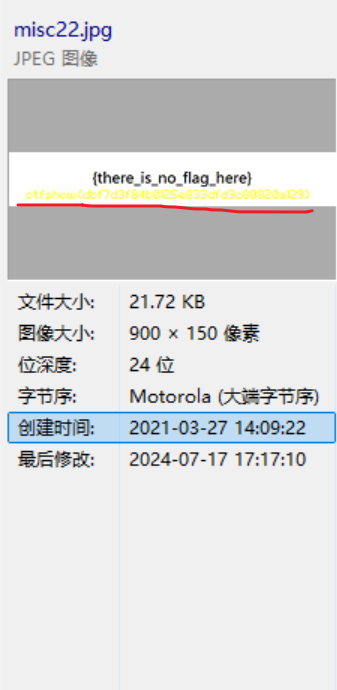 misc22.jpg
JPEG 图像
{there_is_no_flag_here}
文件大小: 21.72 KB
图像大小: 900 × 150 像素
位深度: 24 位
字节序: Motorola (大端字节序)
创建时间: 2021-03-27 14:09:22
最后修改: 2024-07-17 17:17:10